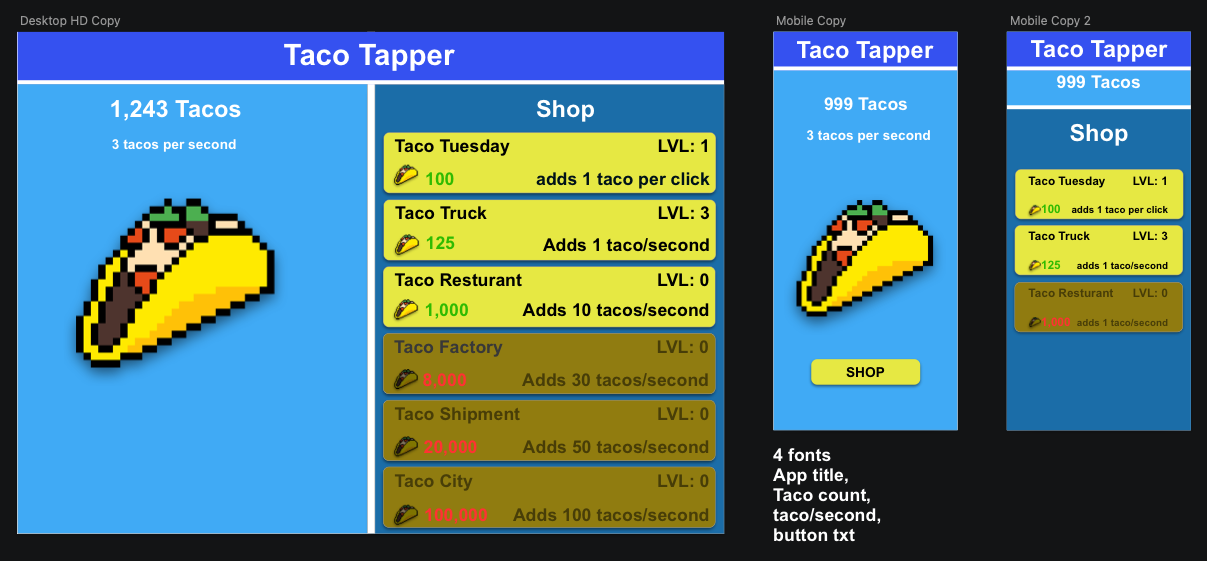 Desktop HD Copy
Taco Tapper
1,243 Tacos
3 tacos per second
Shop
Taco Tuesday LVL: 1
100 adds 1 taco per click
Taco Truck LVL: 3
125 Adds 1 taco/second
Taco Resturant LVL: 0
1,000 Adds 10 tacos/second
Taco Factory LVL: 0
8,000 Adds 30 tacos/second
Taco Shipment LVL: 0
20,000 Adds 50 tacos/second
Taco City LVL: 0
100,000 Adds 100 tacos/second
Mobile Copy
Taco Tapper
999 Tacos
3 tacos per second
SHOP
4 fonts
App title,
Taco count,
taco/second,
button txt
Mobile Copy 2
Taco Tapper
999 Tacos
Shop
Taco Tuesday LVL: 1
100 adds 1 taco per click
Taco Truck LVL: 3
125 adds 1 taco/second
Taco Resturant LVL: 0
1,000 adds 1 taco/second